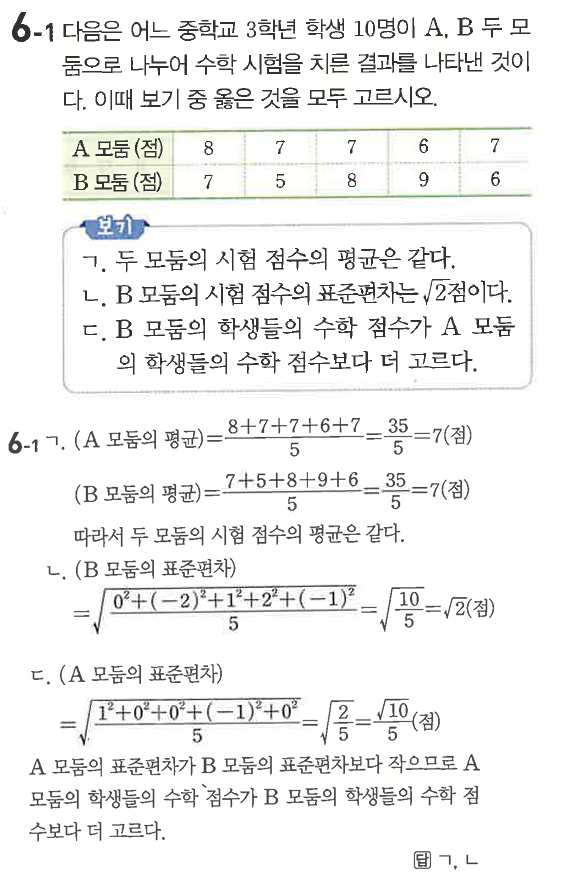 6-1 다음은 어느 중학교 3학년 학생 10명이 A, B 두 모
둠으로 나누어 수학 시험을 치른 결과를 나타낸 것이
다. 이때 보기 중 옳은 것을 모두 고르시오.
A 모둠(점) 8 7 7 6 7
B 모둠(점) 7 5 8 9 6
보기
ㄱ. 두 모둠의 시험 점수의 평균은 같다.
ㄴ. B 모둠의 시험 점수의 표준편차는 √2점이다.
ㄷ. B 모둠의 학생들의 수학 점수가 A 모둠
의 학생들의 수학 점수보다 더 고르다.
6-1 ㄱ. (A 모둠의 평균)=(8+7+7+6+7)/5=35/5=7(점)
(B 모둠의 평균)=(7+5+8+9+6)/5=35/5=7(점)
따라서 두 모둠의 시험 점수의 평균은 같다.
ㄴ. (B 모둠의 표준편차)
=√((0²+(-2)²+1²+2²+(-1)²)/5)=√(10/5)=√2(점)
ㄷ. (A 모둠의 표준편차)
=√((1²+0²+0²+(-1)²+0²)/5)=√(2/5)=√10/5(점)
A 모둠의 표준편차가 B 모둠의 표준편차보다 작으므로 A
모둠의 학생들의 수학 점수가 B 모둠의 학생들의 수학 점
수보다 더 고르다.
답 ㄱ, ㄴ